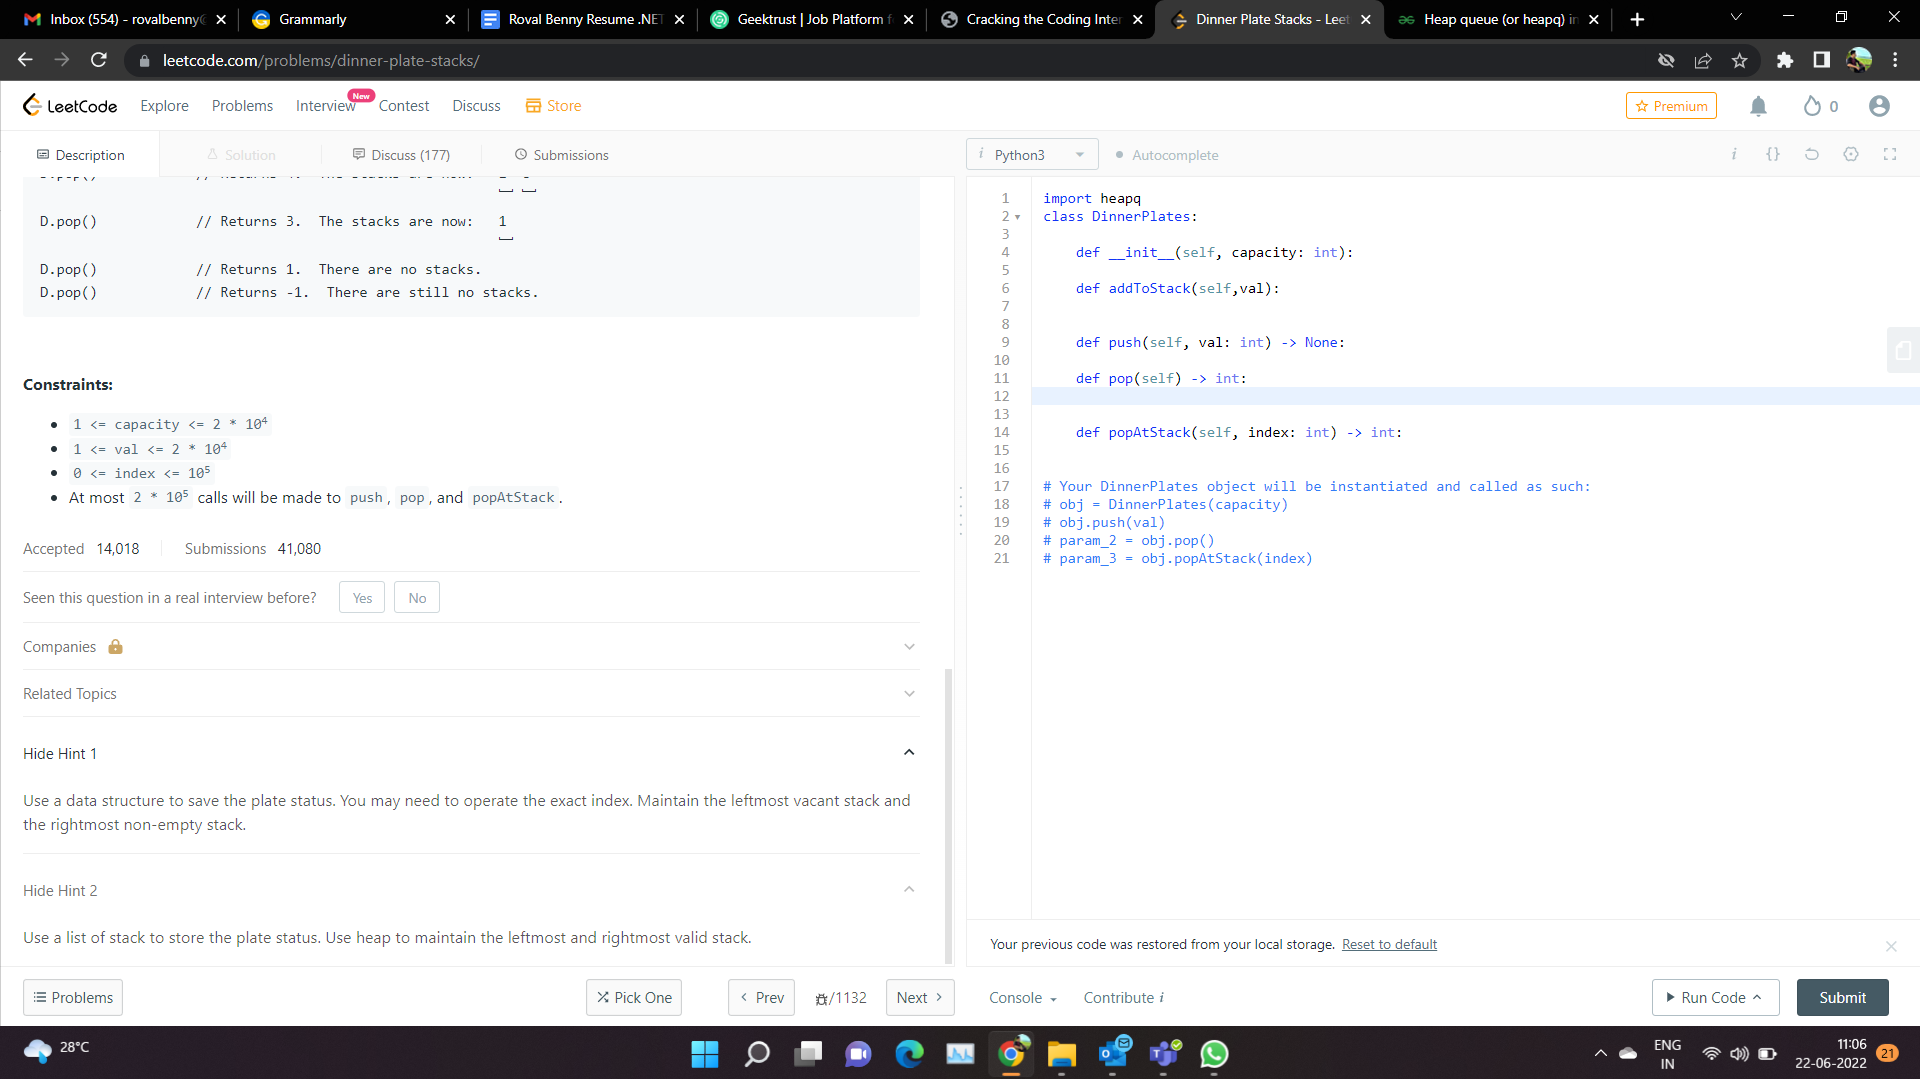 Inbox (554) - rovalbenny@
Grammarly
Roval Benny Resume .NET
Geektrust | Job Platform f
Cracking the Coding Inter
Dinner Plate Stacks - Leet
Heap queue (or heapq) in
leetcode.com/problems/dinner-plate-stacks/
LeetCode
Explore
Problems
Interview
New
Contest
Discuss
Store
Premium
0
Description
Solution
Discuss (177)
Submissions
i Python3
Autocomplete
D.pop() // Returns 3.  The stacks are now: 1
D.pop() // Returns 1.  There are no stacks.
D.pop() // Returns -1.  There are still no stacks.
Constraints:
• 1 <= capacity <= 2 * 10⁴
• 1 <= val <= 2 * 10⁴
• 0 <= index <= 10⁵
• At most 2 * 10⁵ calls will be made to push, pop, and popAtStack.
Accepted 14,018
Submissions 41,080
Seen this question in a real interview before?
Yes
No
Companies
Related Topics
Hide Hint 1
Use a data structure to save the plate status. You may need to operate the exact index. Maintain the leftmost vacant stack and
the rightmost non-empty stack.
Hide Hint 2
Use a list of stack to store the plate status. Use heap to maintain the leftmost and rightmost valid stack.
Problems
Pick One
Prev
/1132
Next
1 import heapq
2 class DinnerPlates:
3
4 def __init__(self, capacity: int):
5
6 def addToStack(self,val):
7
8
9 def push(self, val: int) -> None:
10
11 def pop(self) -> int:
12
13
14 def popAtStack(self, index: int) -> int:
15
16
17 # Your DinnerPlates object will be instantiated and called as such:
18 # obj = DinnerPlates(capacity)
19 # obj.push(val)
20 # param_2 = obj.pop()
21 # param_3 = obj.popAtStack(index)
Your previous code was restored from your local storage. Reset to default
Console
Contribute i
Run Code
Submit
28°C
ENG
IN
11:06
22-06-2022
21